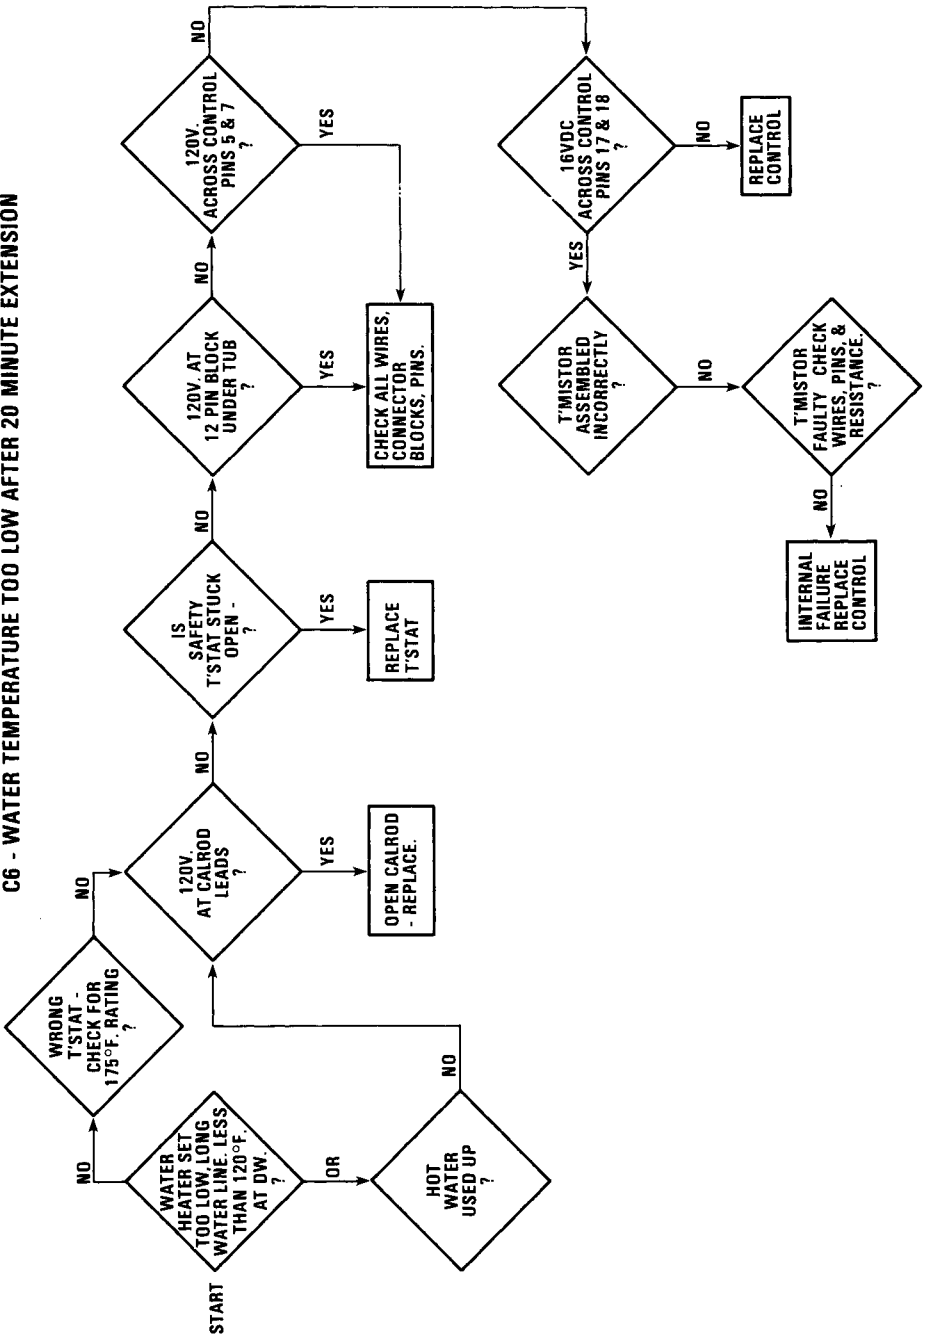 C6 - WATER TEMPERATURE TOO LOW AFTER 20 MINUTE EXTENSION
START
WATER
HEATER SET
TOO LOW, LONG
WATER LINE. LESS
THAN 120°F.
AT DW.
?
NO
OR
WRONG
T'STAT -
CHECK FOR
175°F. RATING
?
NO
HOT
WATER
USED UP
?
NO
120V.
AT CALROD
LEADS
?
NO
YES
OPEN CALROD
- REPLACE.
IS
SAFETY
T'STAT STUCK
OPEN -
?
NO
YES
REPLACE
T'STAT
120V. AT
12 PIN BLOCK
UNDER TUB
?
NO
YES
CHECK ALL WIRES,
CONNECTOR
BLOCKS, PINS.
120V.
ACROSS CONTROL
PINS 5 & 7
?
NO
YES
16VDC
ACROSS CONTROL
PINS 17 & 18
?
YES
NO
REPLACE
CONTROL
T'MISTOR
ASSEMBLED
INCORRECTLY
?
NO
T'MISTOR
FAULTY CHECK
WIRES, PINS, &
RESISTANCE.
?
NO
INTERNAL
FAILURE
REPLACE
CONTROL